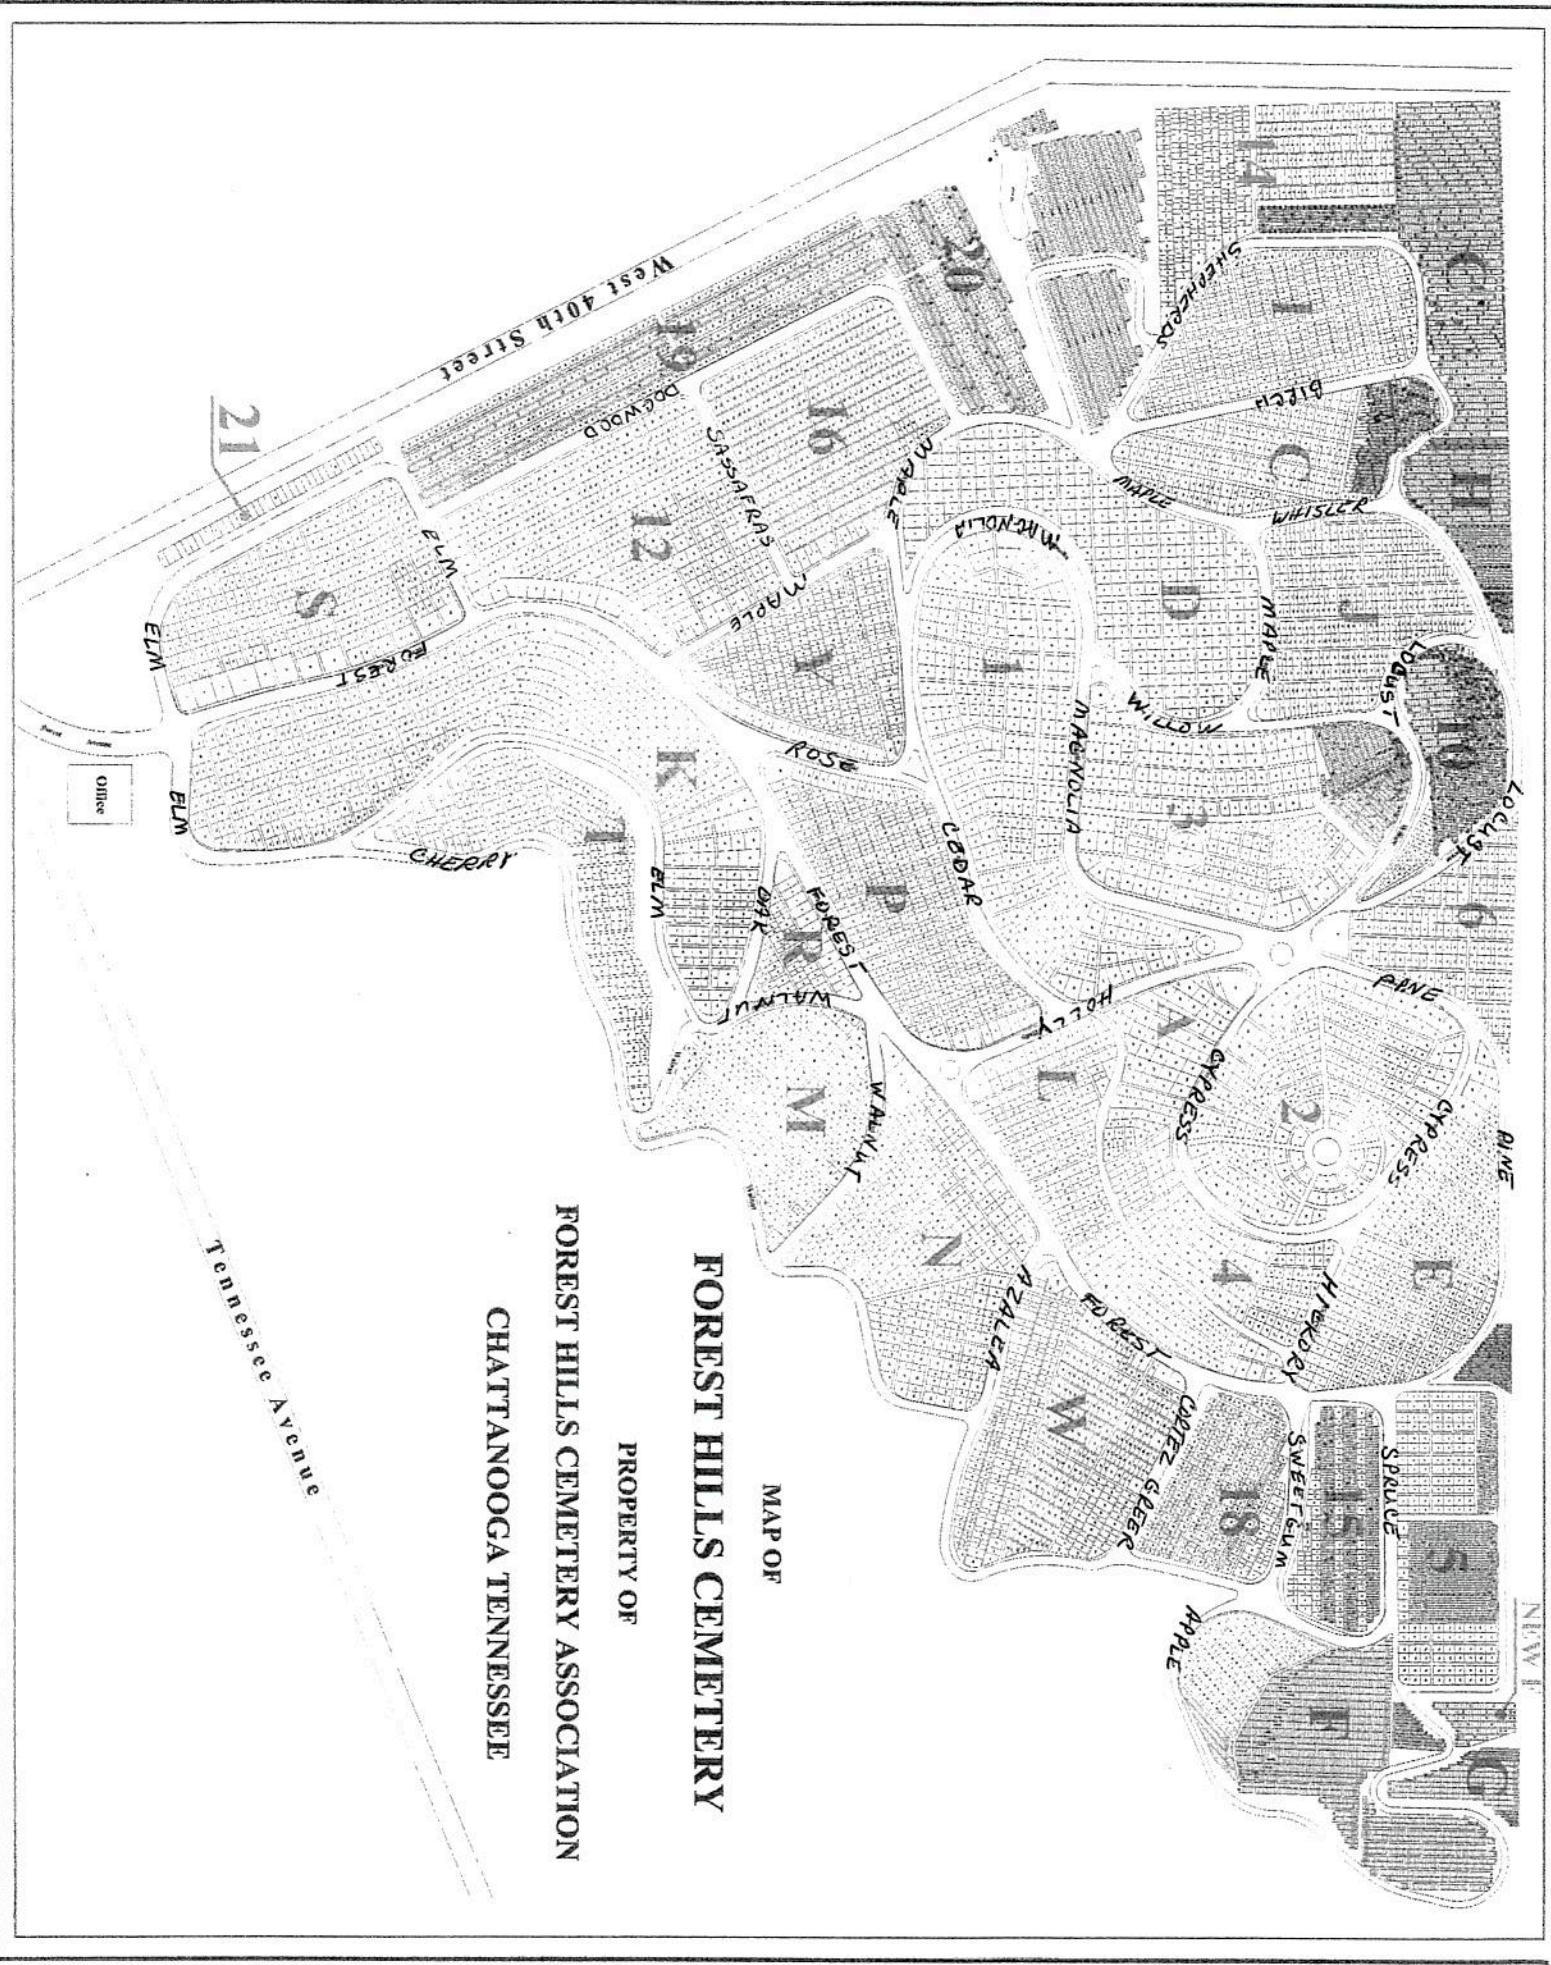 MAP OF
FOREST HILLS CEMETERY
PROPERTY OF
FOREST HILLS CEMETERY ASSOCIATION
CHATTANOOGA TENNESSEE
West 40th Street
Tennessee Avenue
Office
14
C
I
SHEPHERDS
BIRCH
C
H
20
19
DOGWOOD
16
SASSAFRAS
MAPLE
MAPLE
WHISLER
MAGNOLIA
MAGNOLIA
12
21
ELM
S
ELM
FOREST
ELM
MAPLE
V
1
D
MAPLE
J
LOCUST
10
LOCUST
WILLOW
3
6
ROSE
K
T
CHERRY
ELM
OAK
R
FOREST
P
CEDAR
WALNUT
HOLLY
A
L
M
WALNUT
Walnut
Walnut
CYPRESS
2
PINE
CYPRESS
PINE
N
AZALEA
4
HICKORY
E
FOREST
W
CORTEZ GREER
18
SWEETGUM
15
SPRUCE
S
NEW F
APPLE
F
G